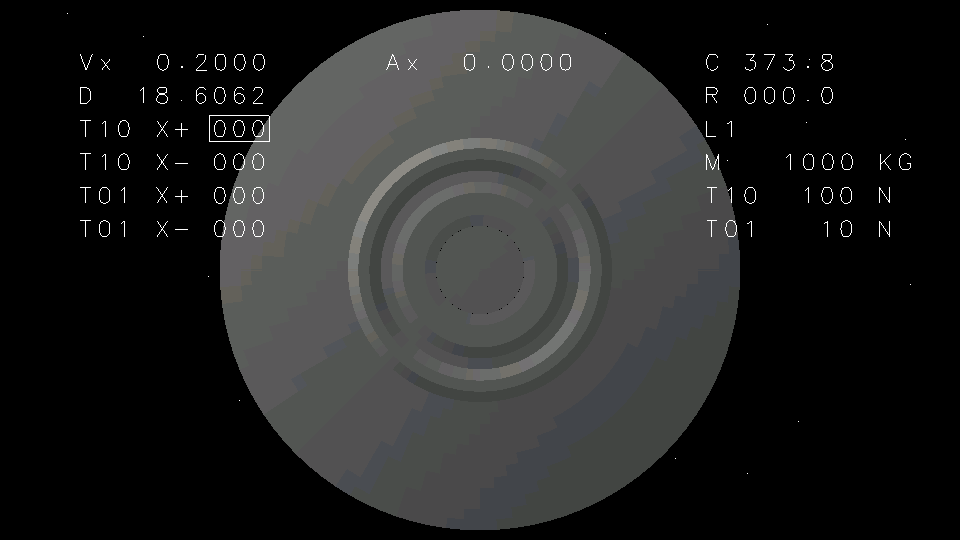 Vx 0.2000 Ax 0.0000 C 373.8
D 18.6062 R 000.0
T10 X+ 000 L1
T10 X- 000 M 1000 KG
T01 X+ 000 T10 100 N
T01 X- 000 T01 10 N